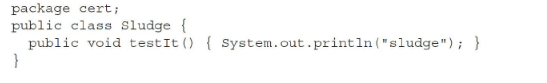 package cert;
public class Sludge {
  public void testIt() { System.out.println("sludge"); }
}